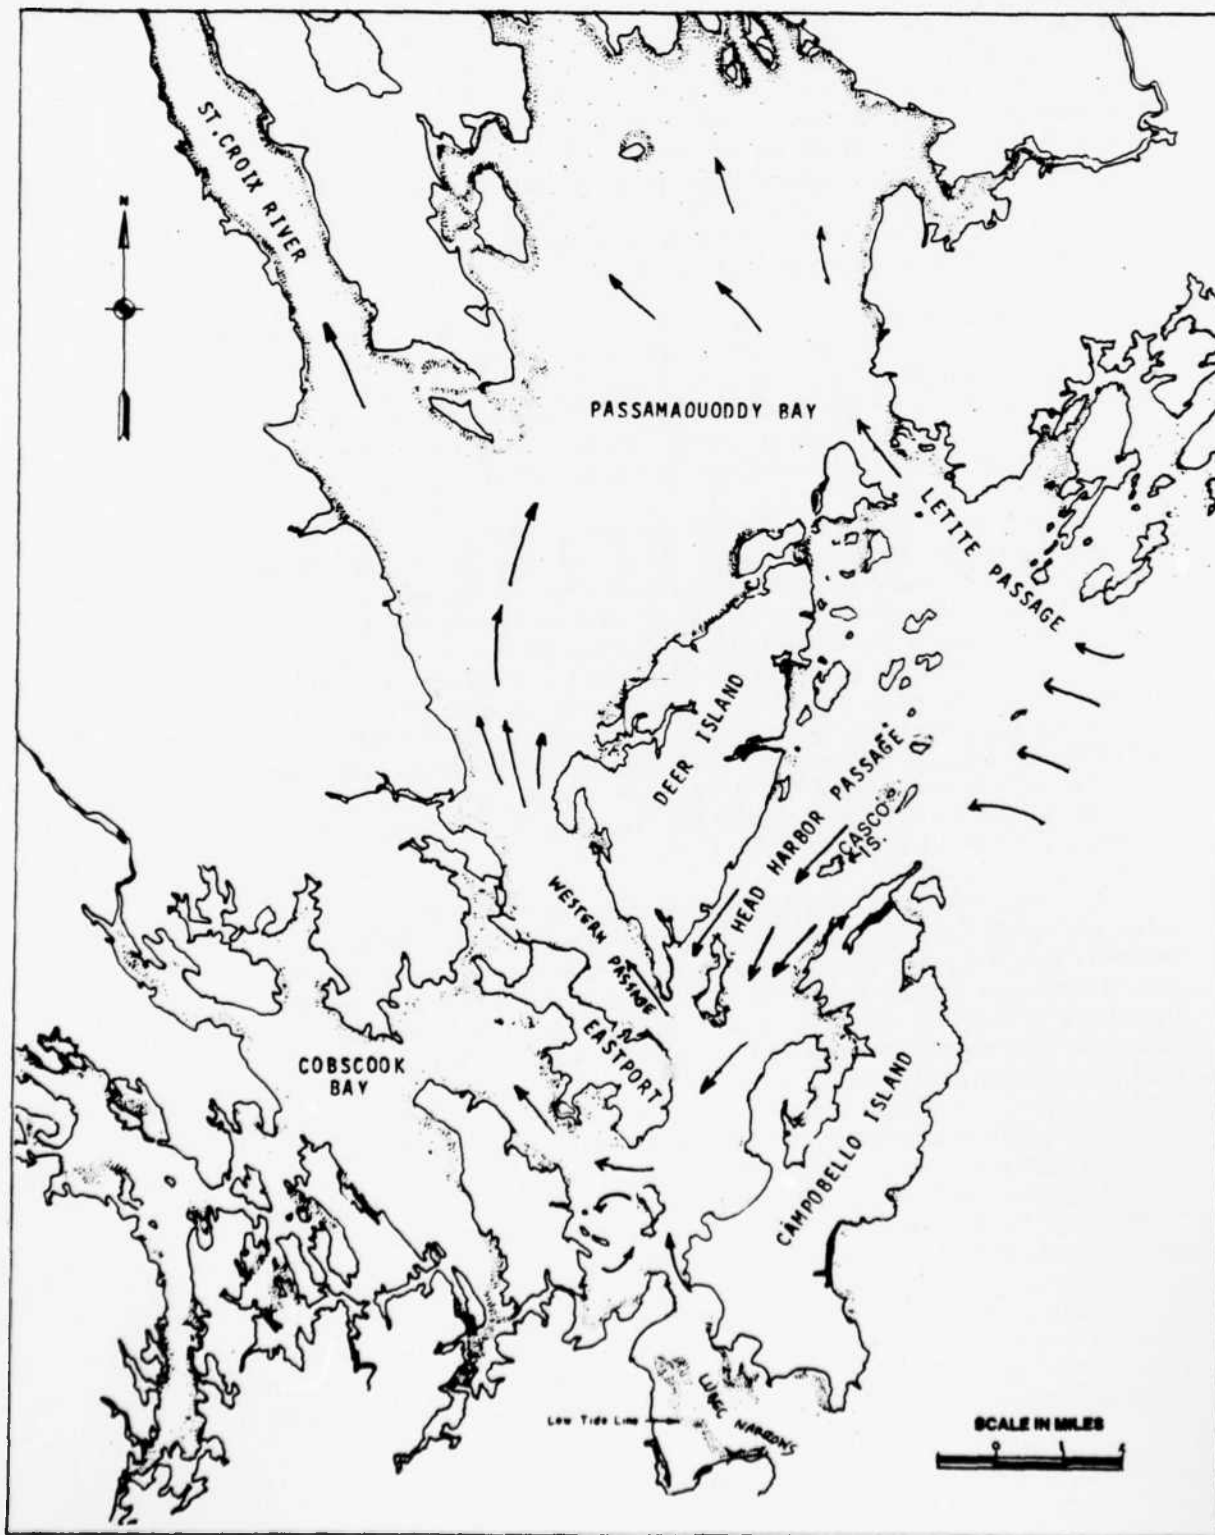 N
ST. CROIX RIVER
PASSAMAQUODDY BAY
LETITE PASSAGE
DEER ISLAND
HEAD HARBOR PASSAGE
CASCO
IS.
WESTERN PASSAGE
EASTPORT
COBSCOOK
BAY
CAMPOBELLO ISLAND
LUBEC NARROWS
Low Tide Line
SCALE IN MILES
0